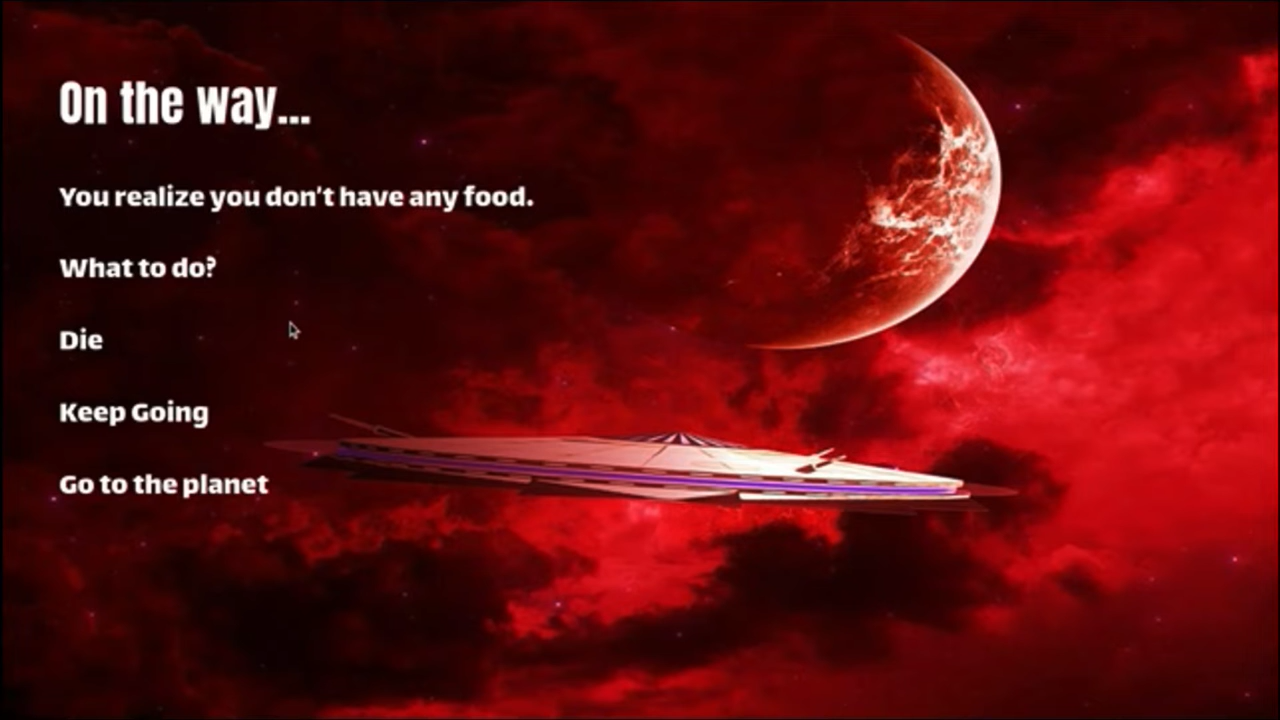 On the way...
You realize you don't have any food.
What to do?
Die
Keep Going
Go to the planet